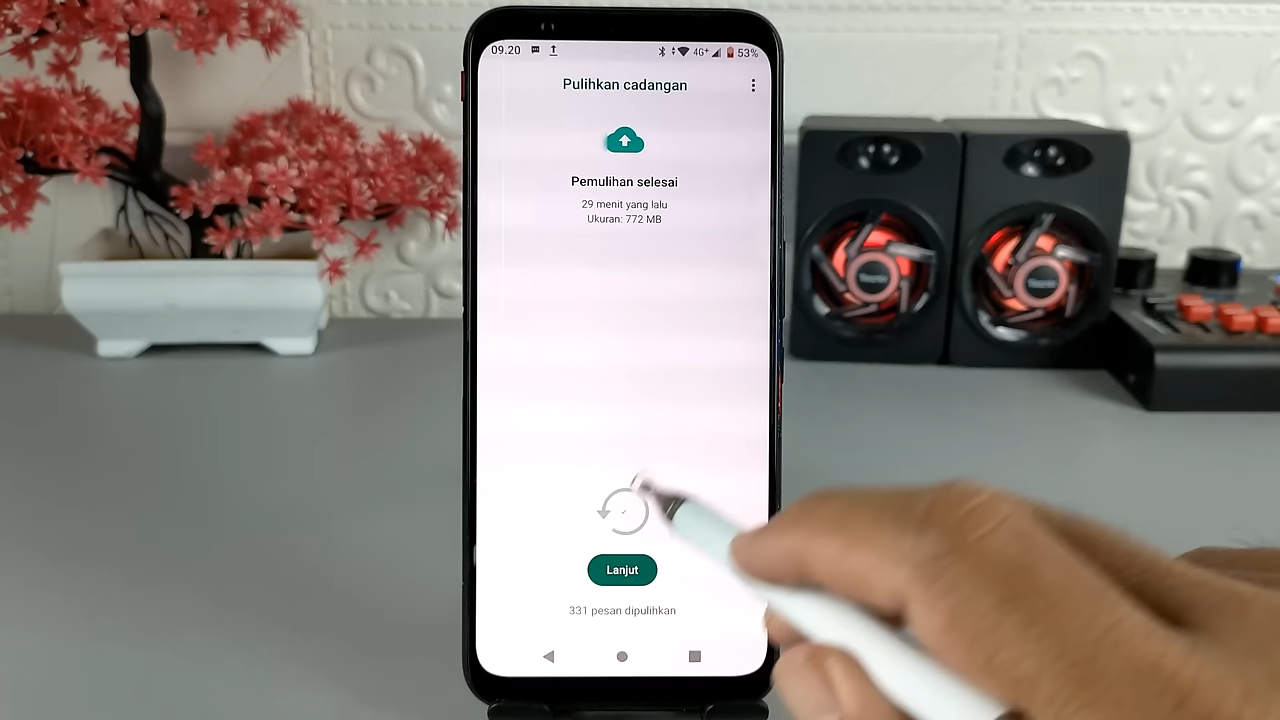 09.20
4G+
53%
Pulihkan cadangan
Pemulihan selesai
29 menit yang lalu
Ukuran: 772 MB
Lanjut
331 pesan dipulihkan